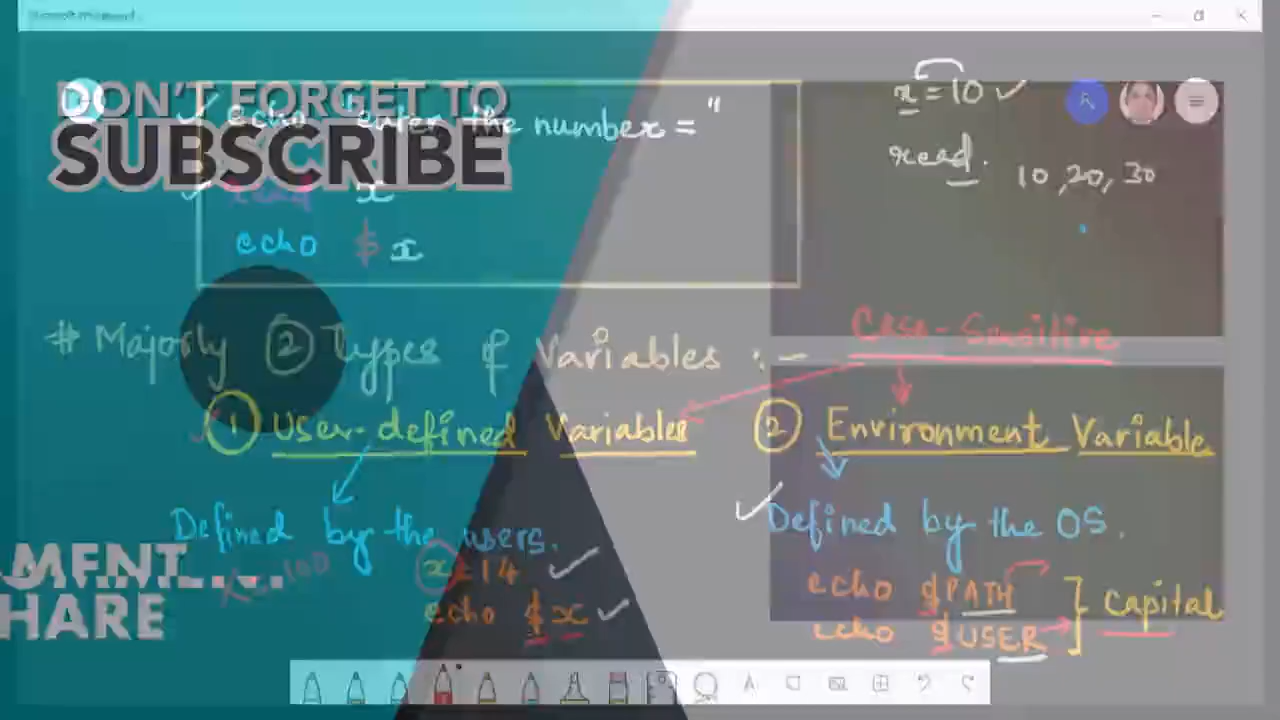 DON'T FORGET TO
SUBSCRIBE
echo enter the number = "
read x
echo $ x
x = 10 ✓
read.
10, 20, 30
# Majorly ② Types of Variables :-
Case-Sensitive
① User-defined Variables
② Environment Variable
Defined by the users.
x = 14 ✓
echo $ x ✓
✓ Defined by the OS.
echo $PATH
echo $USER
Capital
MENT
HARE